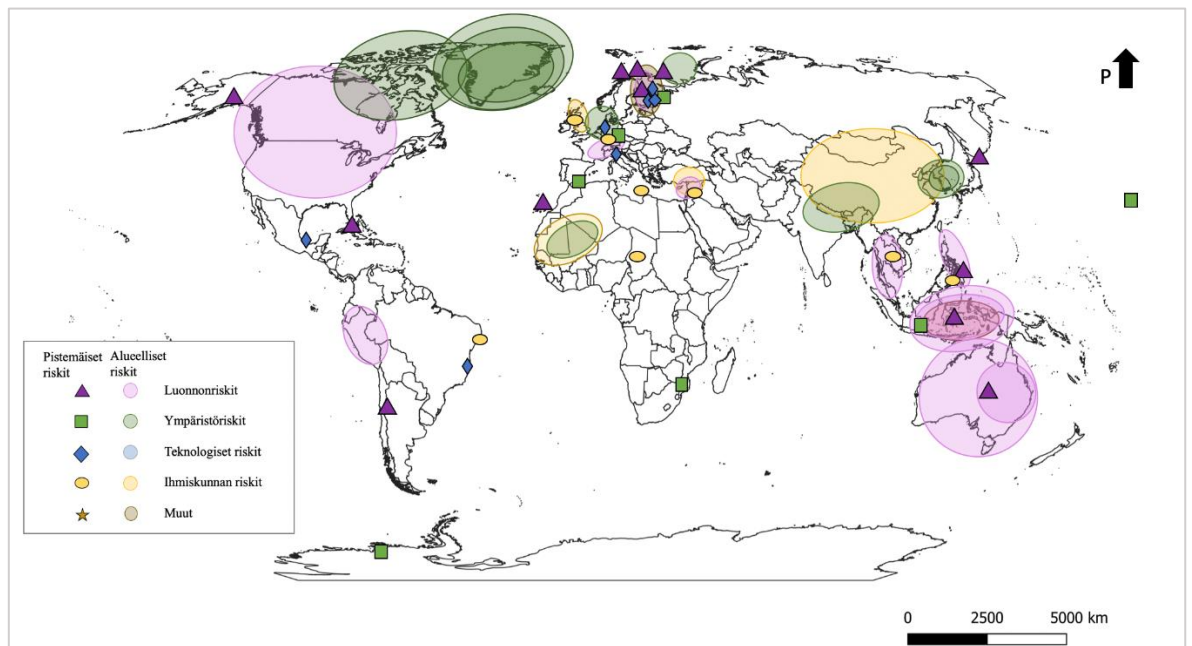 P
Pistemäiset Alueelliset
riskit riskit
Luonnonriskit
Ympäristöriskit
Teknologiset riskit
Ihmiskunnan riskit
Muut
0 2500 5000 km